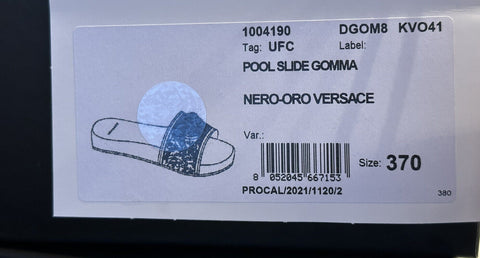 1004190 DGOM8 KVO41
Tag: UFC Label:
POOL SLIDE GOMMA
NERO-ORO VERSACE
Var.:
Size: 370
8 052045 667153
PROCAL/2021/1120/2
380